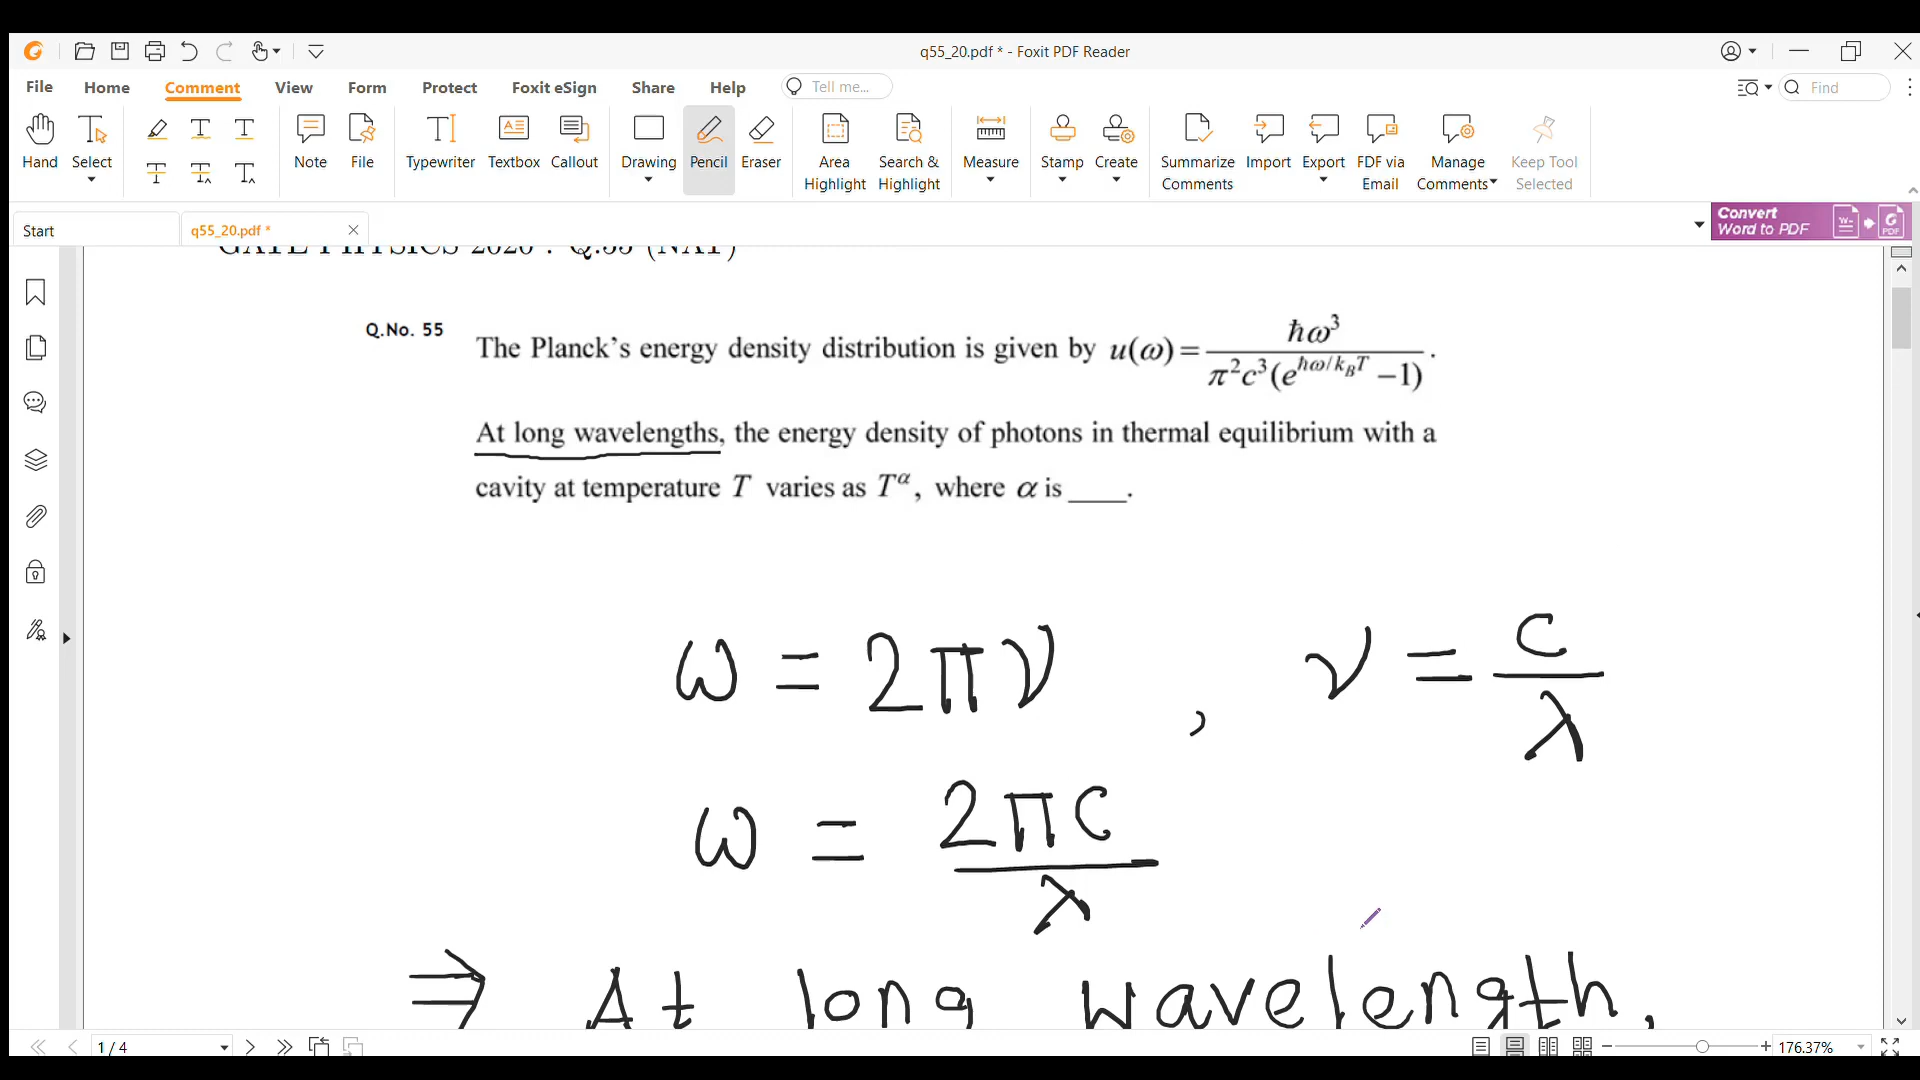 q55_20.pdf * - Foxit PDF Reader
File Home Comment View Form Protect Foxit eSign Share Help Tell me... Find
Hand Select Note File Typewriter Textbox Callout Drawing Pencil Eraser Area Highlight Search & Highlight Measure Stamp Create Summarize Comments Import Export FDF via Email Manage Comments Keep Tool Selected
Start q55_20.pdf * Convert Word to PDF
GATE PHYSICS 2020 : Q.55 (NAT)
Q.No. 55 The Planck's energy density distribution is given by u(ω) = ħω³ / π²c³(e^{ħω/k_BT} − 1).
At long wavelengths, the energy density of photons in thermal equilibrium with a
cavity at temperature T varies as T^α, where α is ____.
ω = 2πν , ν = c/λ
ω = 2πc/λ
⇒ At long wavelength,
1 / 4 176.37%